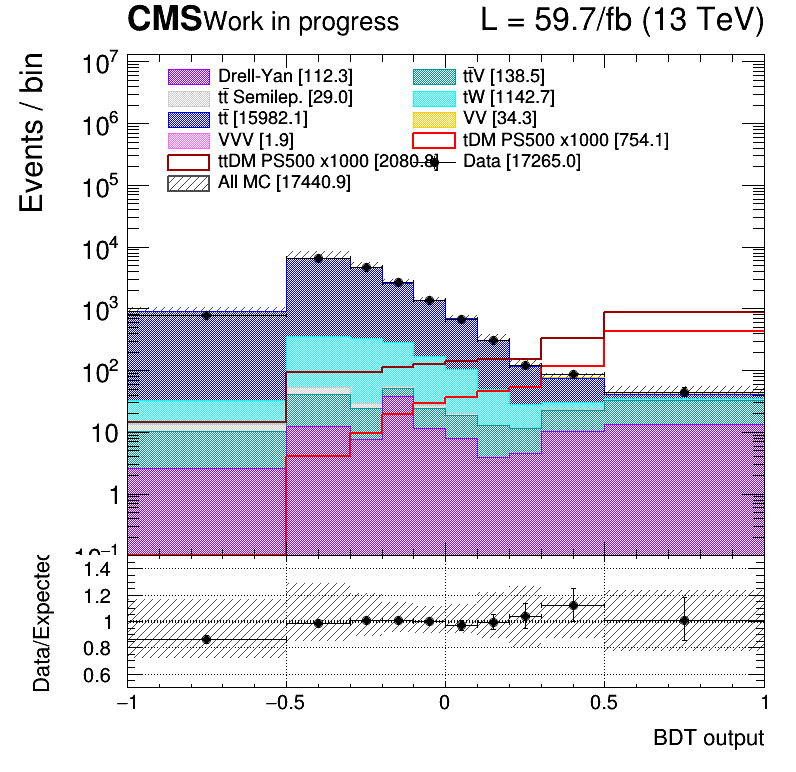 CMS Work in progress L = 59.7/fb (13 TeV)
Events / bin
10⁷
10⁶
10⁵
10⁴
10³
10²
10
1
10⁻¹
Drell-Yan [112.3] tt̄V [138.5]
tt̄ Semilep. [29.0] tW [1142.7]
tt̄ [15982.1] VV [34.3]
VVV [1.9] tDM PS500 x1000 [754.1]
ttDM PS500 x1000 [2080.8] Data [17265.0]
All MC [17440.9]
Data/Expected
1.4
1.2
1
0.8
0.6
−1 −0.5 0 0.5 1
BDT output